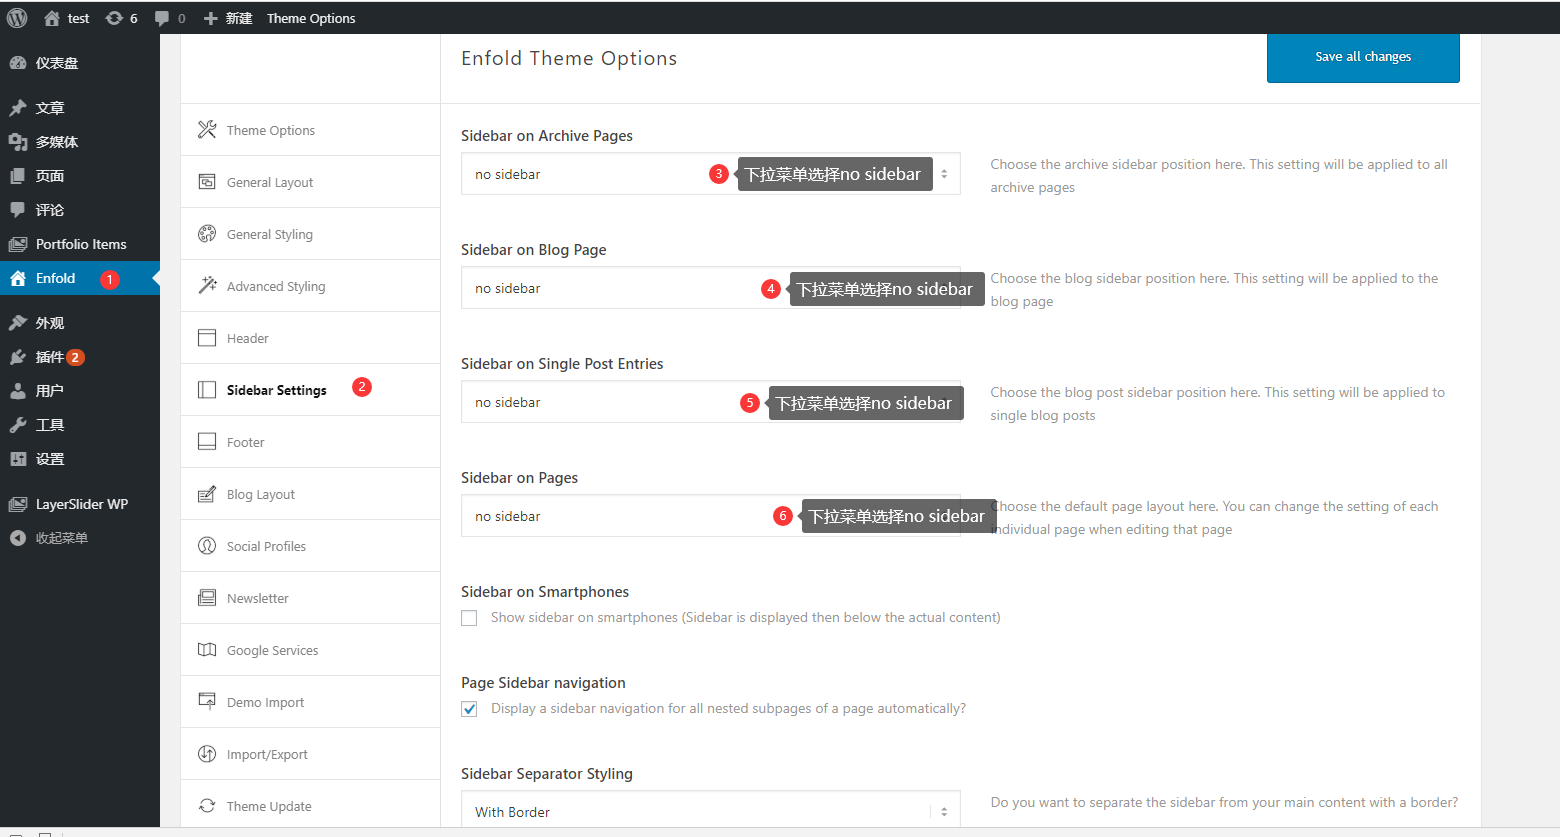 test 6 0 新建 Theme Options
仪表盘
文章
多媒体
页面
评论
Portfolio Items
Enfold 1
外观
插件 2
用户
工具
设置
LayerSlider WP
收起菜单
Theme Options
General Layout
General Styling
Advanced Styling
Header
Sidebar Settings 2
Footer
Blog Layout
Social Profiles
Newsletter
Google Services
Demo Import
Import/Export
Theme Update
Enfold Theme Options
Save all changes
Sidebar on Archive Pages
no sidebar
3 下拉菜单选择no sidebar
Choose the archive sidebar position here. This setting will be applied to all
archive pages
Sidebar on Blog Page
no sidebar
4 下拉菜单选择no sidebar
Choose the blog sidebar position here. This setting will be applied to the
blog page
Sidebar on Single Post Entries
no sidebar
5 下拉菜单选择no sidebar
Choose the blog post sidebar position here. This setting will be applied to
single blog posts
Sidebar on Pages
no sidebar
6 下拉菜单选择no sidebar
Choose the default page layout here. You can change the setting of each
individual page when editing that page
Sidebar on Smartphones
Show sidebar on smartphones (Sidebar is displayed then below the actual content)
Page Sidebar navigation
Display a sidebar navigation for all nested subpages of a page automatically?
Sidebar Separator Styling
With Border
Do you want to separate the sidebar from your main content with a border?